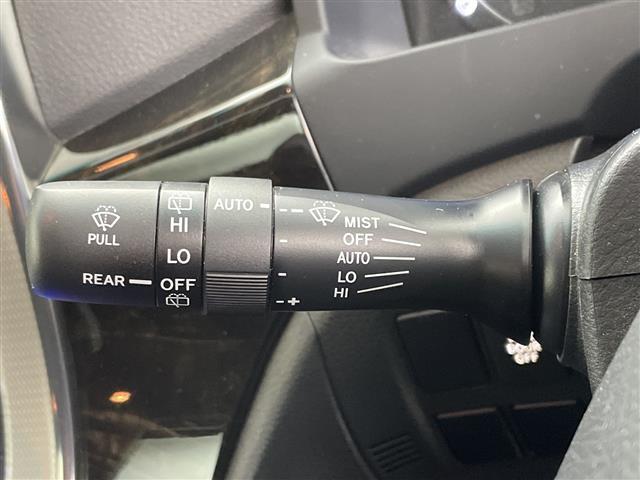 PULL
REAR
HI
LO
OFF
AUTO
- +
MIST
OFF
AUTO
LO
HI